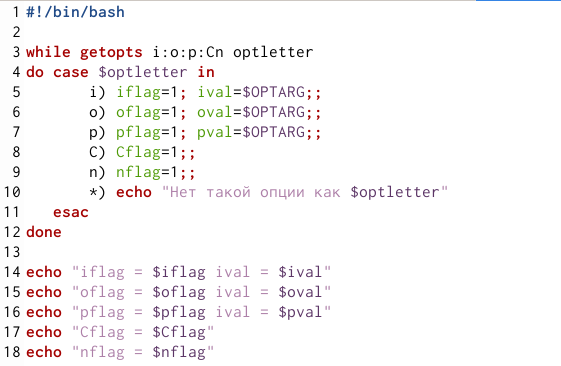 1 #!/bin/bash
2
3 while getopts i:o:p:Cn optletter
4 do case $optletter in
5         i) iflag=1; ival=$OPTARG;;
6         o) oflag=1; oval=$OPTARG;;
7         p) pflag=1; pval=$OPTARG;;
8         C) Cflag=1;;
9         n) nflag=1;;
10         *) echo "Нет такой опции как $optletter"
11    esac
12 done
13
14 echo "iflag = $iflag ival = $ival"
15 echo "oflag = $oflag ival = $oval"
16 echo "pflag = $pflag ival = $pval"
17 echo "Cflag = $Cflag"
18 echo "nflag = $nflag"